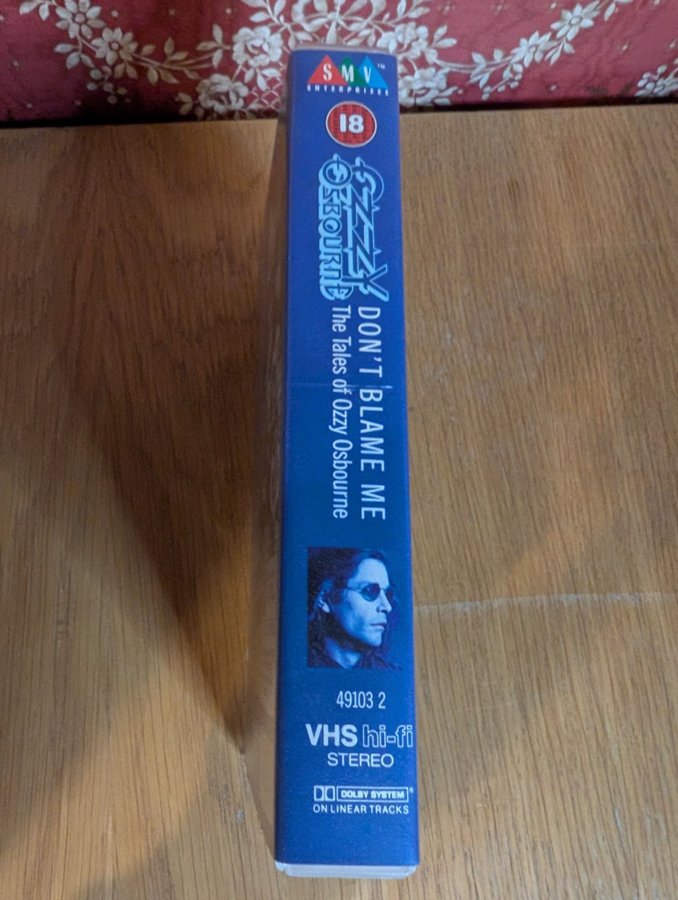 SMV™
ENTERPRISES
18
OZZY
OSBOURNE
DON'T BLAME ME
The Tales of Ozzy Osbourne
49103 2
VHS hi-fi
STEREO
DOLBY SYSTEM®
ON LINEAR TRACKS